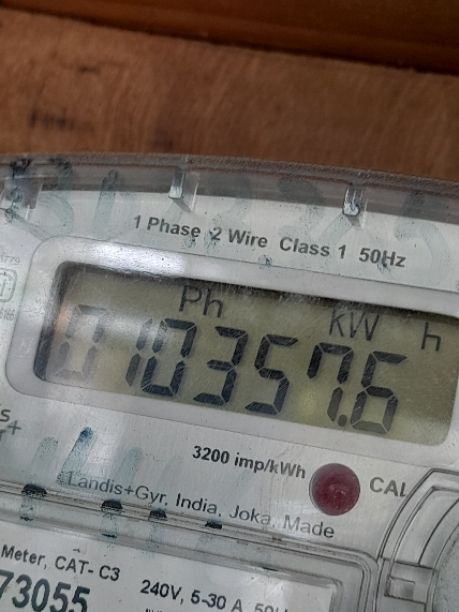 1 Phase 2 Wire Class 1 50Hz
Ph kW h
010357.6
3200 imp/kWh
CAL
Landis+Gyr, India, Joka, Made
Meter, CAT- C3
73055
240V, 5-30 A